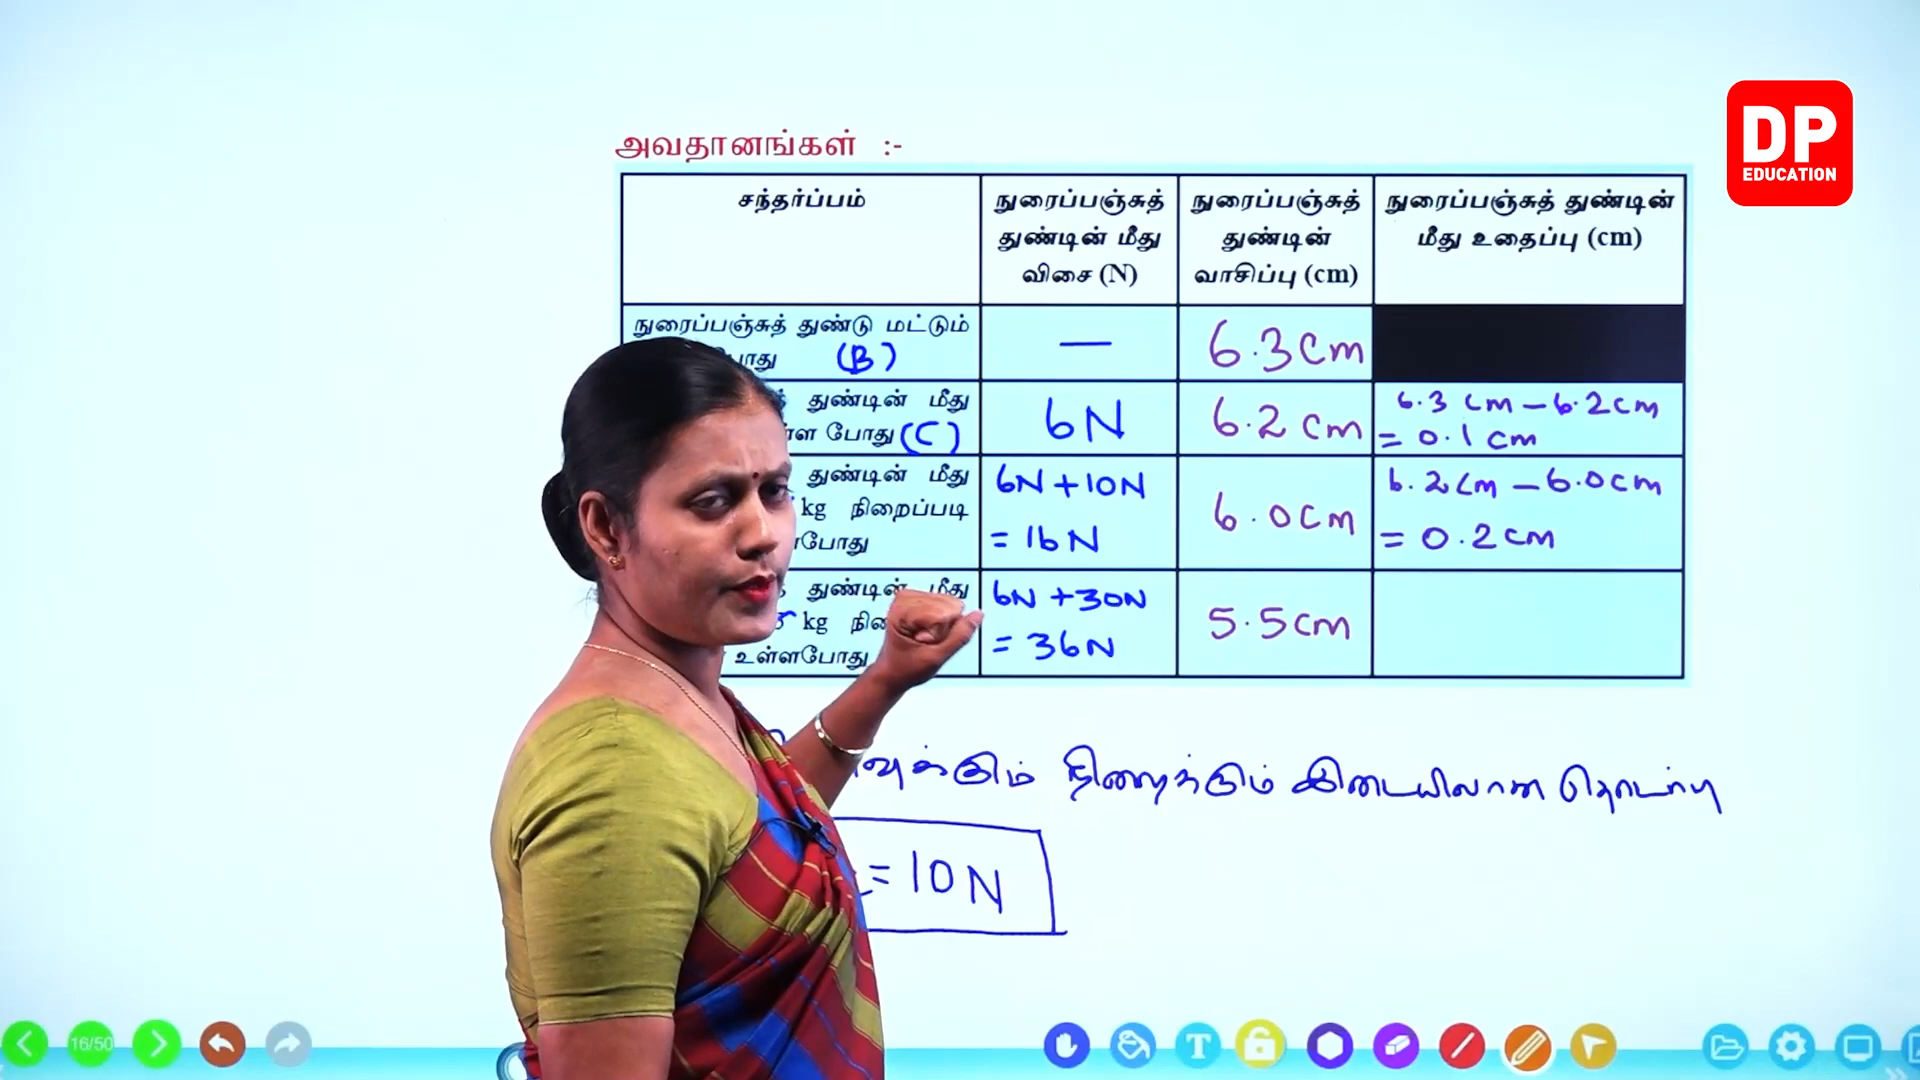 DP
EDUCATION
அவதானங்கள் :-
சந்தர்ப்பம்
நுரைப்பஞ்சுத்
துண்டின் மீது
விசை (N)
நுரைப்பஞ்சுத்
துண்டின்
வாசிப்பு (cm)
நுரைப்பஞ்சுத் துண்டின்
மீது உதைப்பு (cm)
நுரைப்பஞ்சுத் துண்டு மட்டும்
(B)
—
6.3cm
துண்டின் மீது
போது (C)
6N
6.2cm
6.3 cm – 6.2cm
= 0.1 cm
துண்டின் மீது
kg நிறைப்படி
6N + 10N
= 16N
6.0cm
6.2cm – 6.0cm
= 0.2cm
துண்டின் மீது
kg
உள்ளபோது
6N + 30N
= 36N
5.5cm
இடையிலான தொடர்பு
= 10N
16/50
T